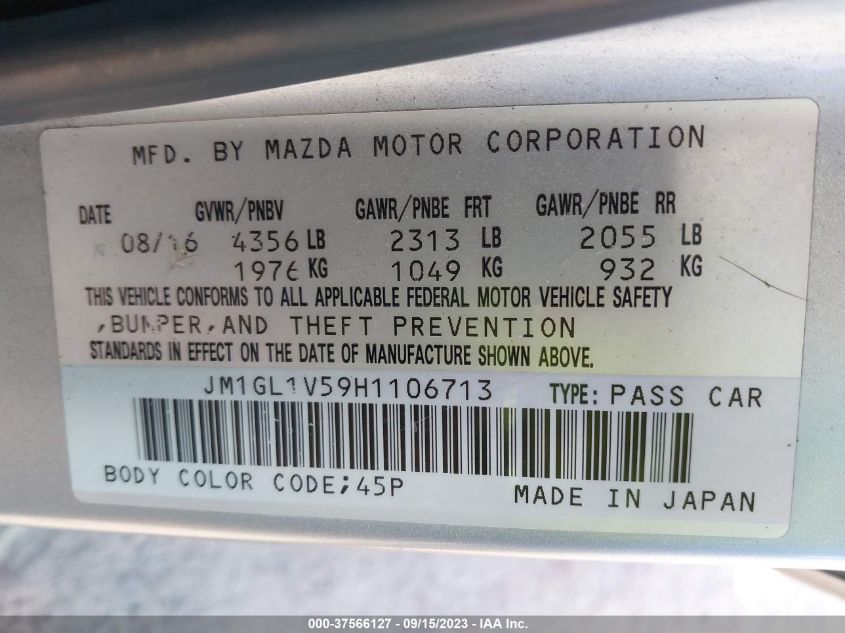 MFD. BY MAZDA MOTOR CORPORATION
DATE GVWR/PNBV GAWR/PNBE FRT GAWR/PNBE RR
08/16 4356 LB 2313 LB 2055 LB
1976 KG 1049 KG 932 KG
THIS VEHICLE CONFORMS TO ALL APPLICABLE FEDERAL MOTOR VEHICLE SAFETY
,BUMPER,AND THEFT PREVENTION
STANDARDS IN EFFECT ON THE DATE OF MANUFACTURE SHOWN ABOVE.
JM1GL1V59H1106713 TYPE: PASS CAR
BODY COLOR CODE;45P
MADE IN JAPAN
000-37566127 - 09/15/2023 - IAA Inc.